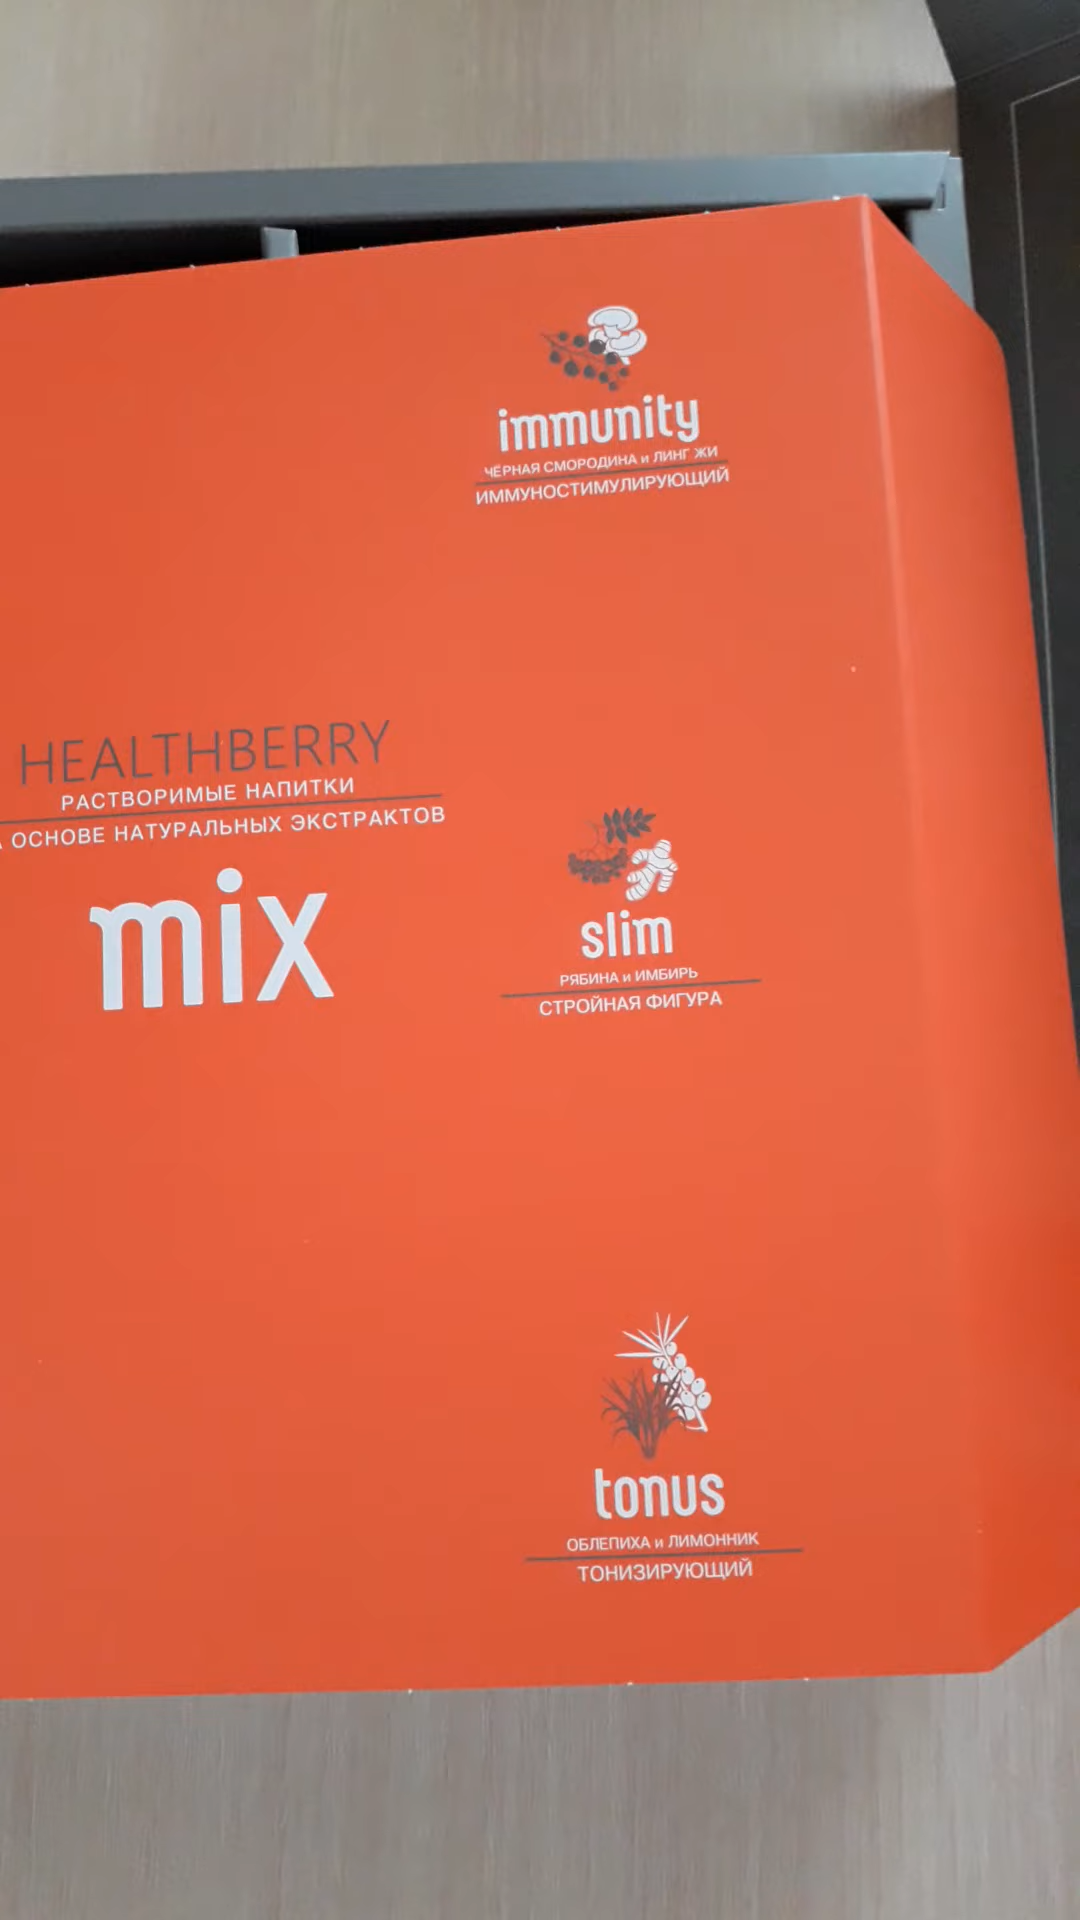 immunity
ЧЁРНАЯ СМОРОДИНА и ЛИНГ ЖИ
ИММУНОСТИМУЛИРУЮЩИЙ
HEALTHBERRY
РАСТВОРИМЫЕ НАПИТКИ
ОСНОВЕ НАТУРАЛЬНЫХ ЭКСТРАКТОВ
mix
slim
РЯБИНА и ИМБИРЬ
СТРОЙНАЯ ФИГУРА
tonus
ОБЛЕПИХА и ЛИМОННИК
ТОНИЗИРУЮЩИЙ